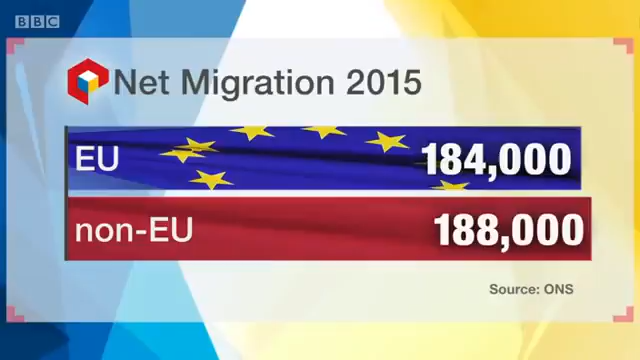 BBC
Net Migration 2015
EU 184,000
non-EU 188,000
Source: ONS